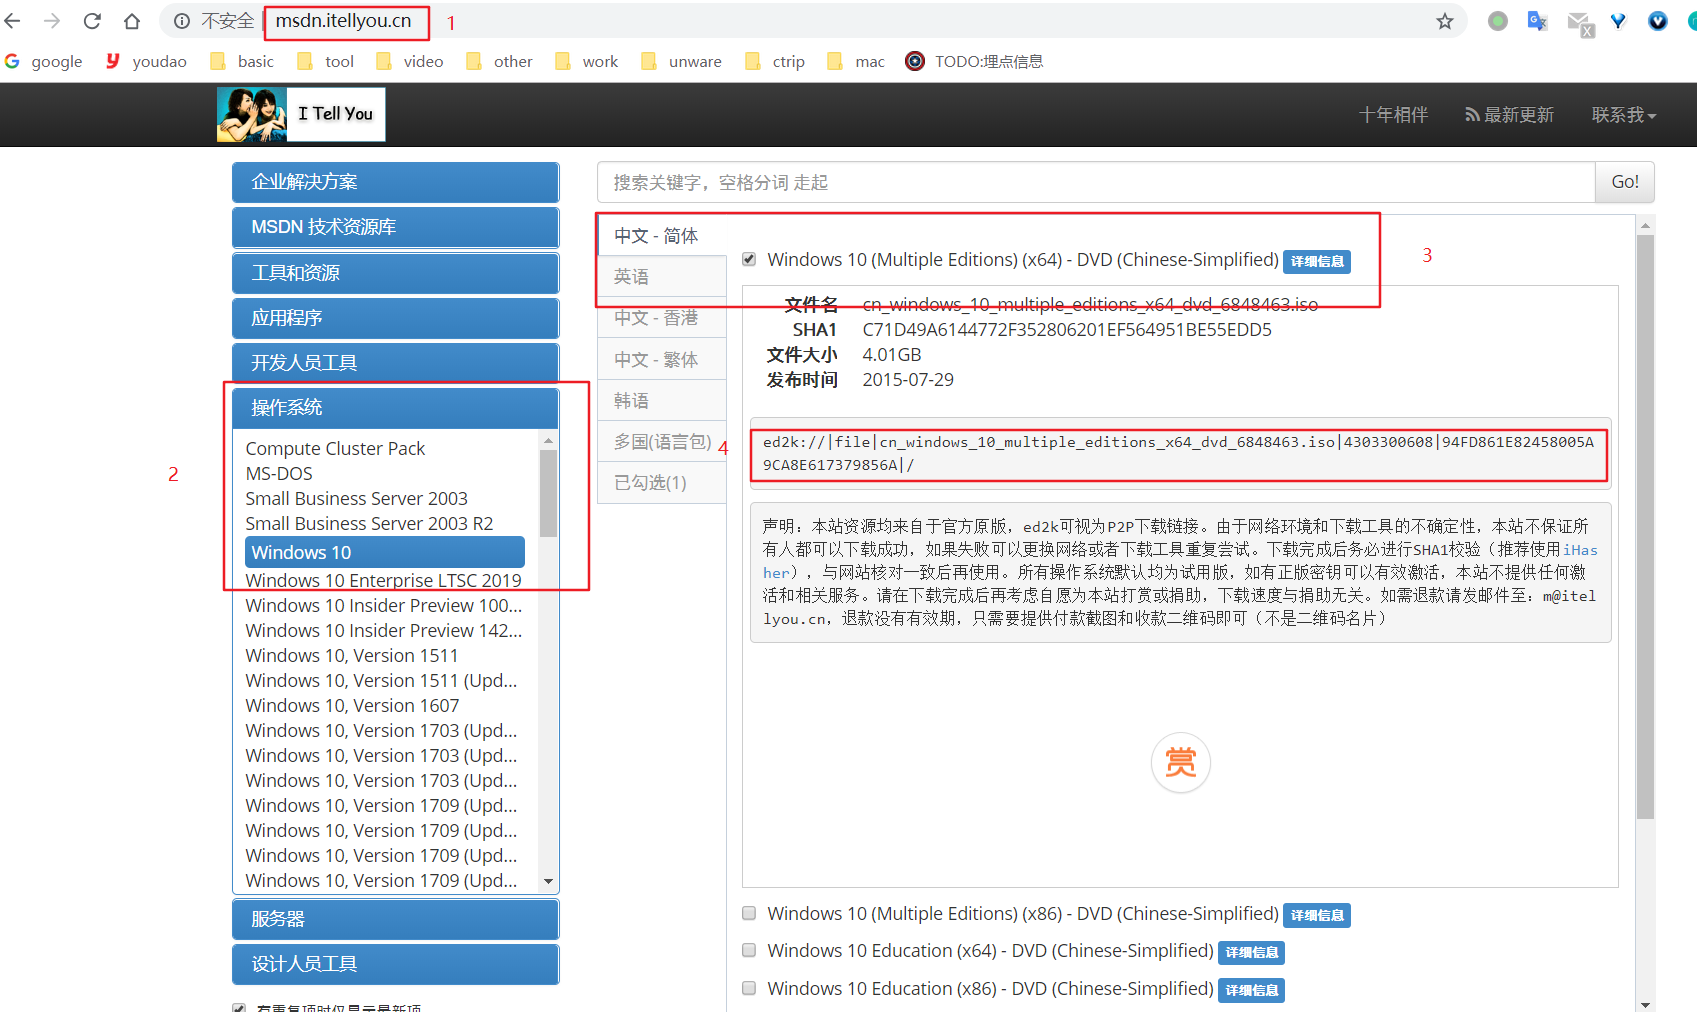 不安全 msdn.itellyou.cn 1
google youdao basic tool video other work unware ctrip mac TODO:埋点信息
I Tell You
十年相伴 最新更新 联系我
企业解决方案
MSDN 技术资源库
工具和资源
应用程序
开发人员工具
操作系统
2
Compute Cluster Pack
MS-DOS
Small Business Server 2003
Small Business Server 2003 R2
Windows 10
Windows 10 Enterprise LTSC 2019
Windows 10 Insider Preview 100...
Windows 10 Insider Preview 142...
Windows 10, Version 1511
Windows 10, Version 1511 (Upd...
Windows 10, Version 1607
Windows 10, Version 1703 (Upd...
Windows 10, Version 1703 (Upd...
Windows 10, Version 1703 (Upd...
Windows 10, Version 1709 (Upd...
Windows 10, Version 1709 (Upd...
Windows 10, Version 1709 (Upd...
Windows 10, Version 1709 (Upd...
服务器
设计人员工具
有重复项时仅显示最新项
搜索关键字，空格分词 走起 Go!
中文 - 简体
英语
中文 - 香港
中文 - 繁体
韩语
多国(语言包)
已勾选(1)
Windows 10 (Multiple Editions) (x64) - DVD (Chinese-Simplified) 详细信息
3
文件名 cn_windows_10_multiple_editions_x64_dvd_6848463.iso
SHA1 C71D49A6144772F352806201EF564951BE55EDD5
文件大小 4.01GB
发布时间 2015-07-29
4
ed2k://|file|cn_windows_10_multiple_editions_x64_dvd_6848463.iso|4303300608|94FD861E82458005A
9CA8E617379856A|/
声明：本站资源均来自于官方原版，ed2k可视为P2P下载链接。由于网络环境和下载工具的不确定性，本站不保证所
有人都可以下载成功，如果失败可以更换网络或者下载工具重复尝试。下载完成后务必进行SHA1校验（推荐使用iHas
her），与网站核对一致后再使用。所有操作系统默认均为试用版，如有正版密钥可以有效激活，本站不提供任何激
活和相关服务。请在下载完成后再考虑自愿为本站打赏或捐助，下载速度与捐助无关。如需退款请发邮件至：m@itel
lyou.cn，退款没有有效期，只需要提供付款截图和收款二维码即可（不是二维码名片）
赏
Windows 10 (Multiple Editions) (x86) - DVD (Chinese-Simplified) 详细信息
Windows 10 Education (x64) - DVD (Chinese-Simplified) 详细信息
Windows 10 Education (x86) - DVD (Chinese-Simplified) 详细信息